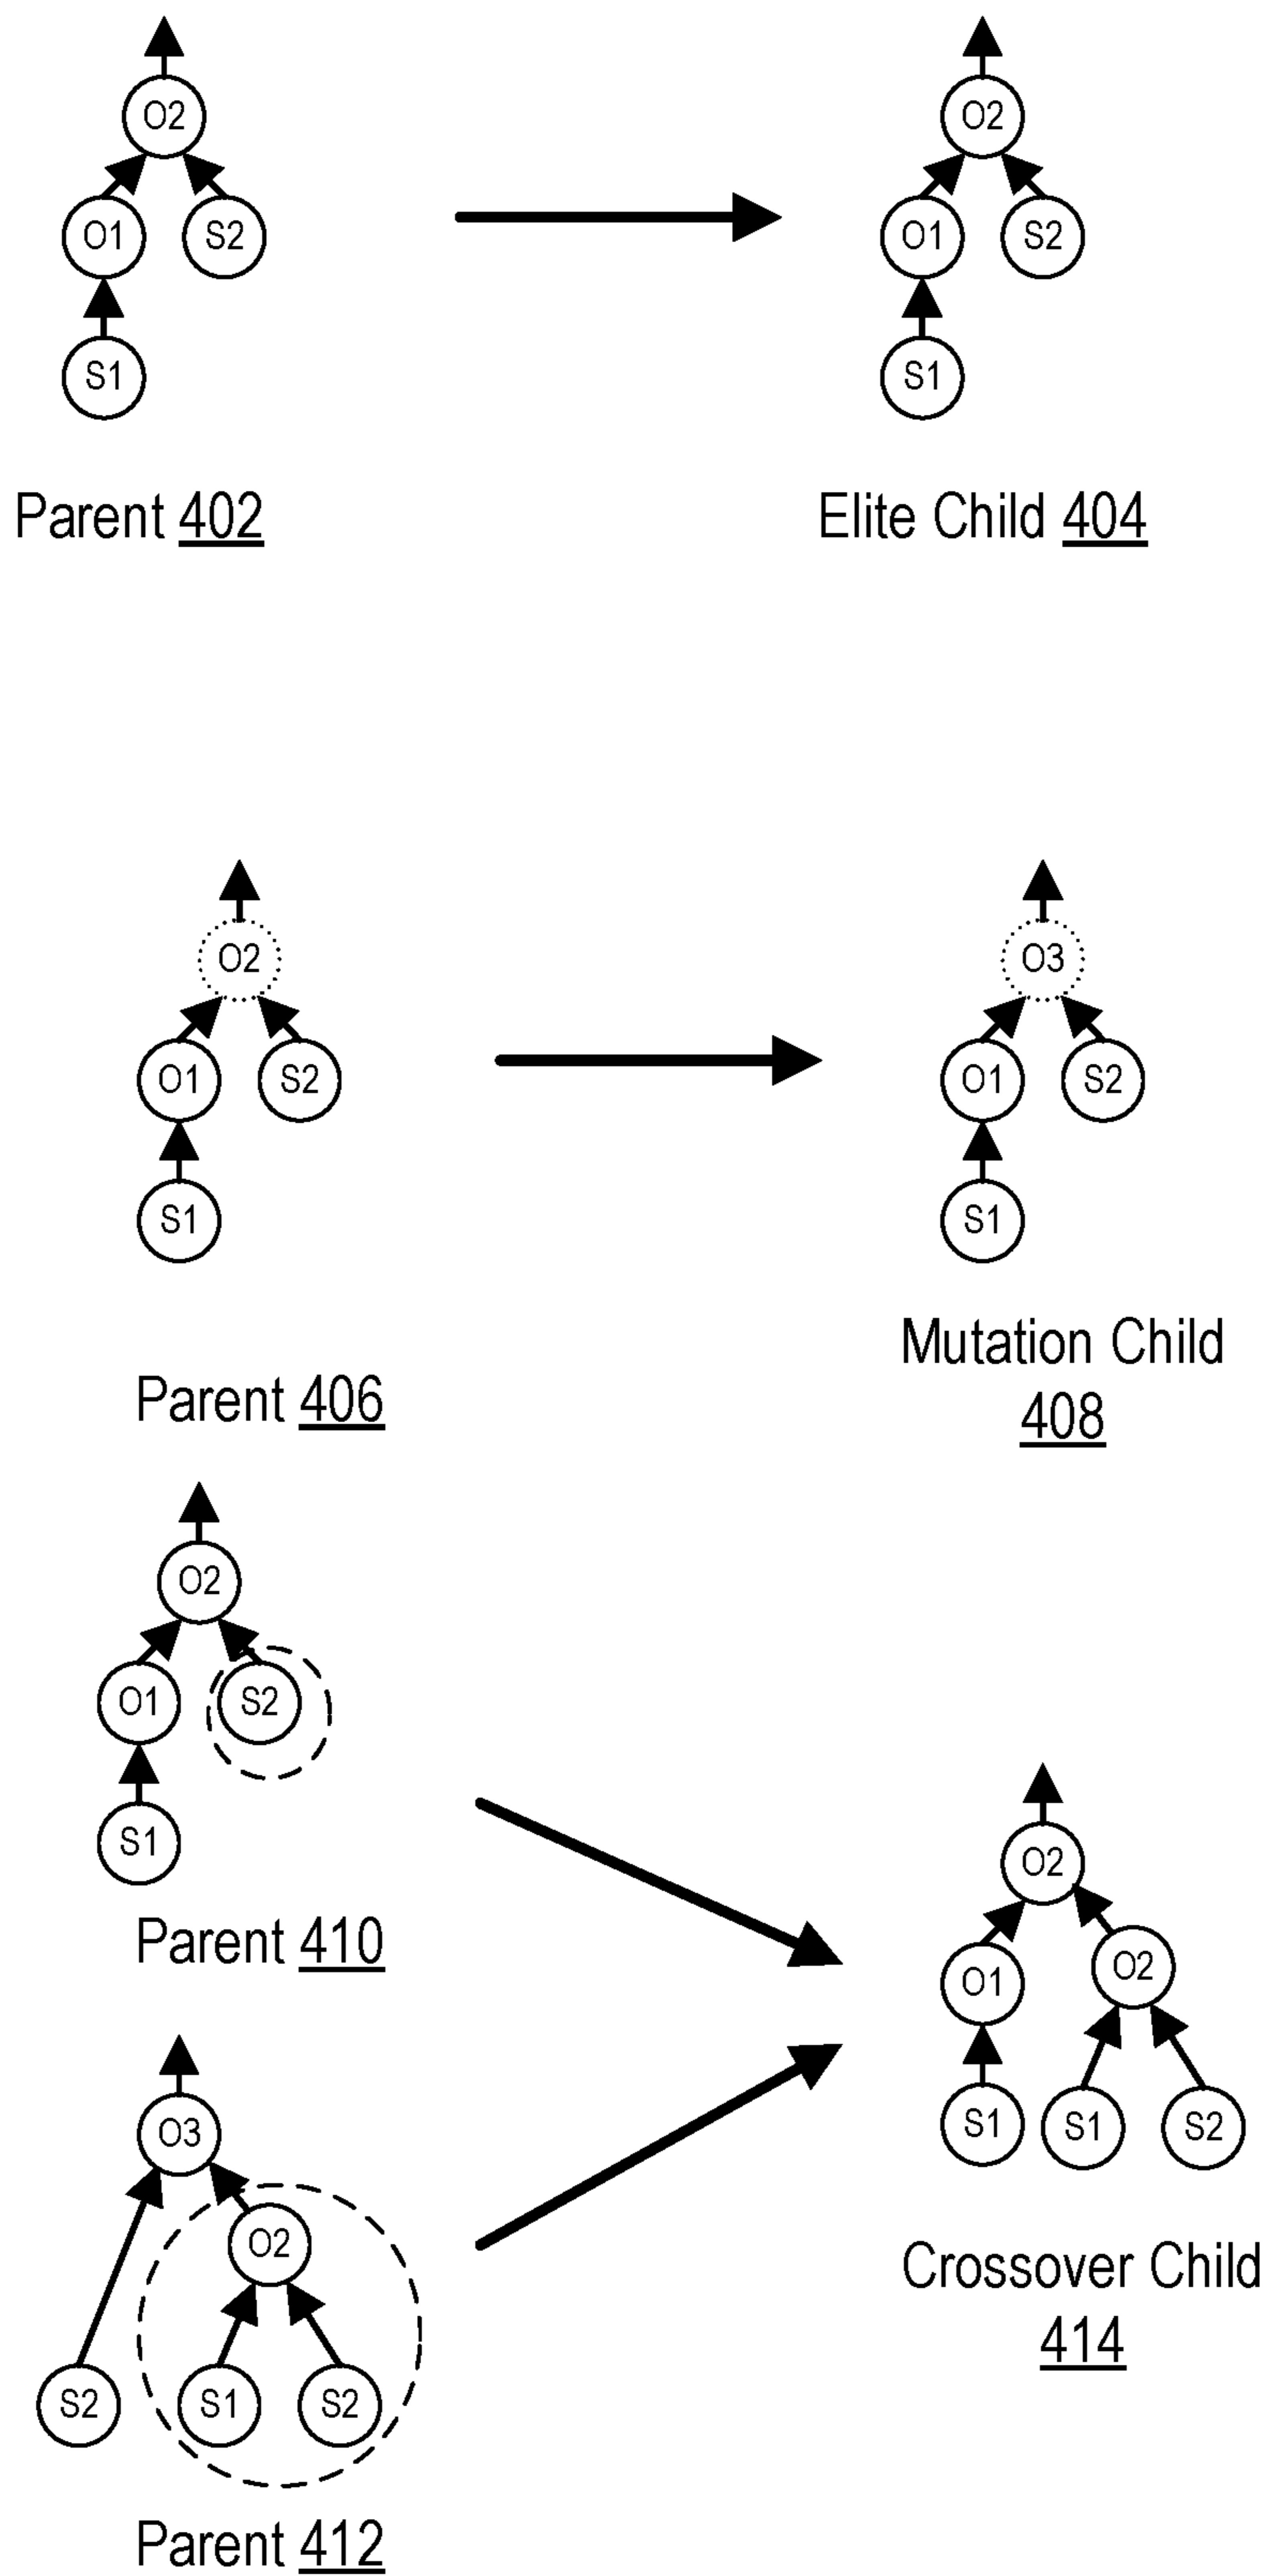 O2 O2
O1 S2 O1 S2
S1 S1
Parent 402 Elite Child 404
O2 O3
O1 S2 O1 S2
S1 S1
Mutation Child
Parent 406
408
O2
O1 S2
S1
Parent 410
O2
O1 O2
S1 S1 S2
O3
O2
S2 S1 S2
Crossover Child
414
Parent 412